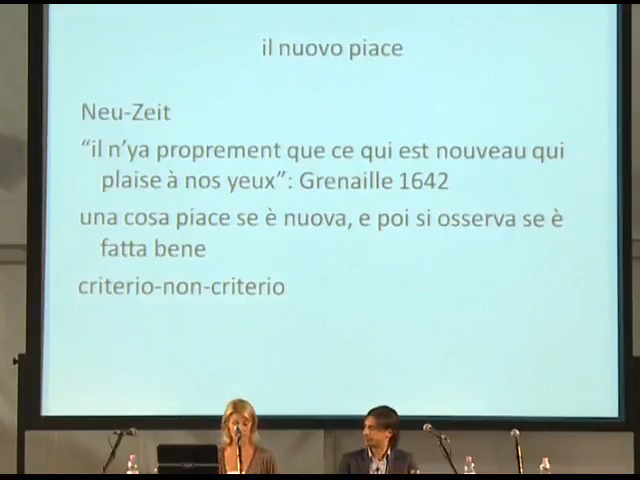 il nuovo piace
Neu-Zeit
“il n’ya proprement que ce qui est nouveau qui
plaise à nos yeux”: Grenaille 1642
una cosa piace se è nuova, e poi si osserva se è
fatta bene
criterio-non-criterio